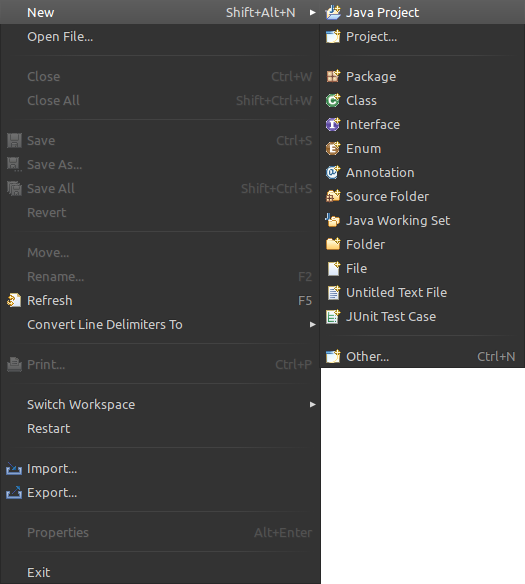 New Shift+Alt+N
Open File...
Close Ctrl+W
Close All Shift+Ctrl+W
Save Ctrl+S
Save As...
Save All Shift+Ctrl+S
Revert
Move...
Rename... F2
Refresh F5
Convert Line Delimiters To
Print... Ctrl+P
Switch Workspace
Restart
Import...
Export...
Properties Alt+Enter
Exit
Java Project
Project...
Package
Class
Interface
Enum
Annotation
Source Folder
Java Working Set
Folder
File
Untitled Text File
JUnit Test Case
Other... Ctrl+N